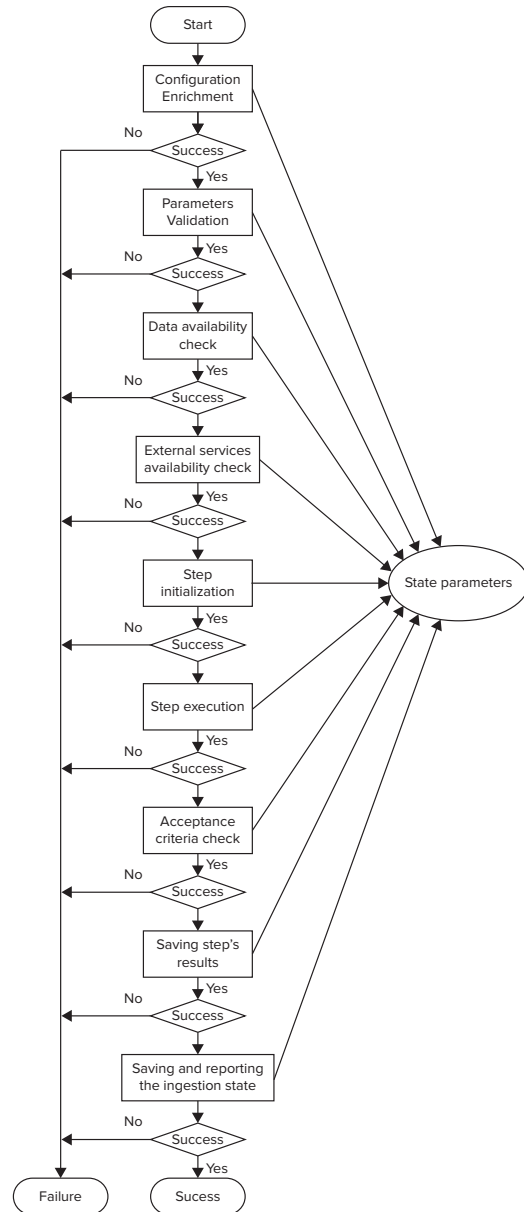 Start
Configuration
Enrichment
No
Success
Yes
Parameters
Validation
Yes
No
Success
Data availability
check
Yes
No
Success
External services
availability check
Yes
No
Success
Step
initialization
State parameters
Yes
No
Success
Step execution
Yes
No
Success
Acceptance
criteria check
Yes
No
Success
Saving step's
results
Yes
No
Success
Saving and reporting
the ingestion state
No
Success
Yes
Failure
Sucess